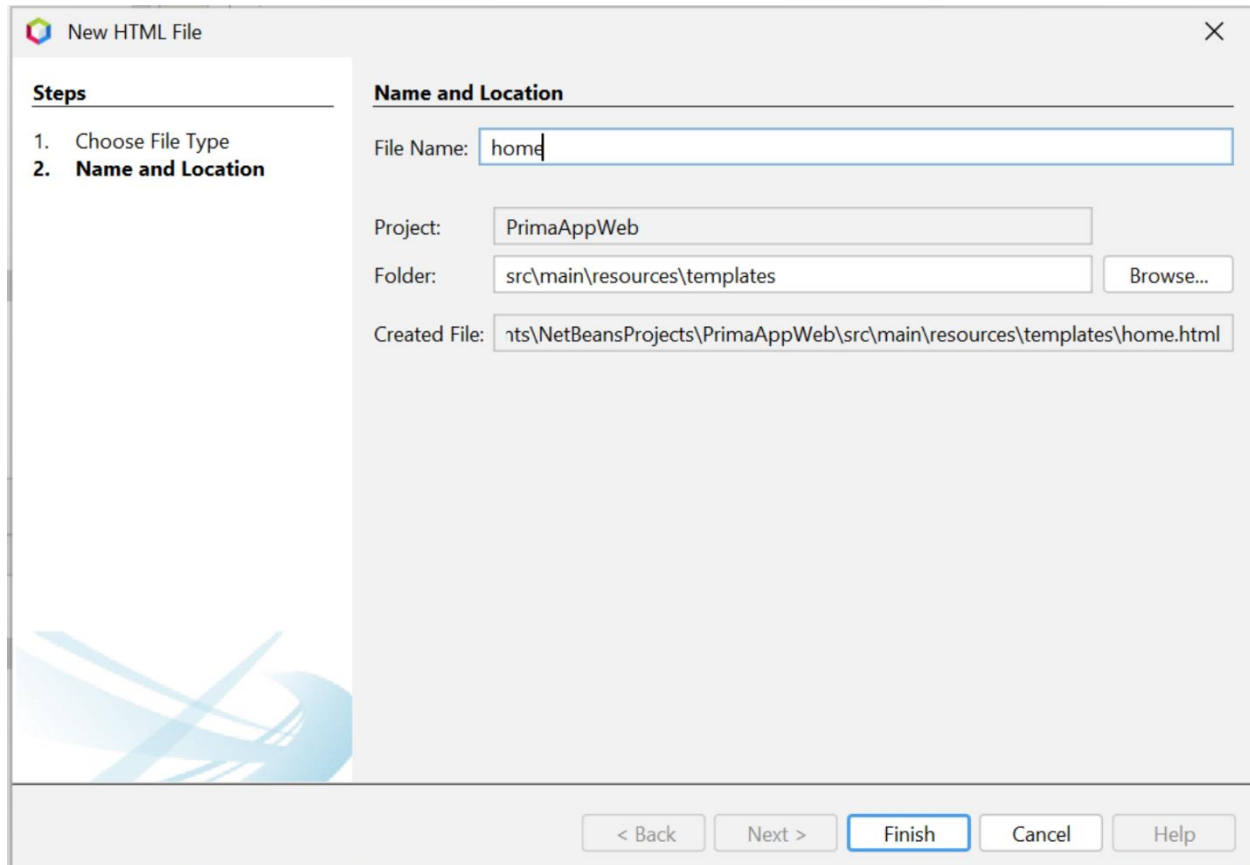 New HTML File
Steps
1. Choose File Type
2. Name and Location
Name and Location
File Name: home
Project: PrimaAppWeb
Folder: src\main\resources\templates Browse...
Created File: nts\NetBeansProjects\PrimaAppWeb\src\main\resources\templates\home.html
< Back Next > Finish Cancel Help